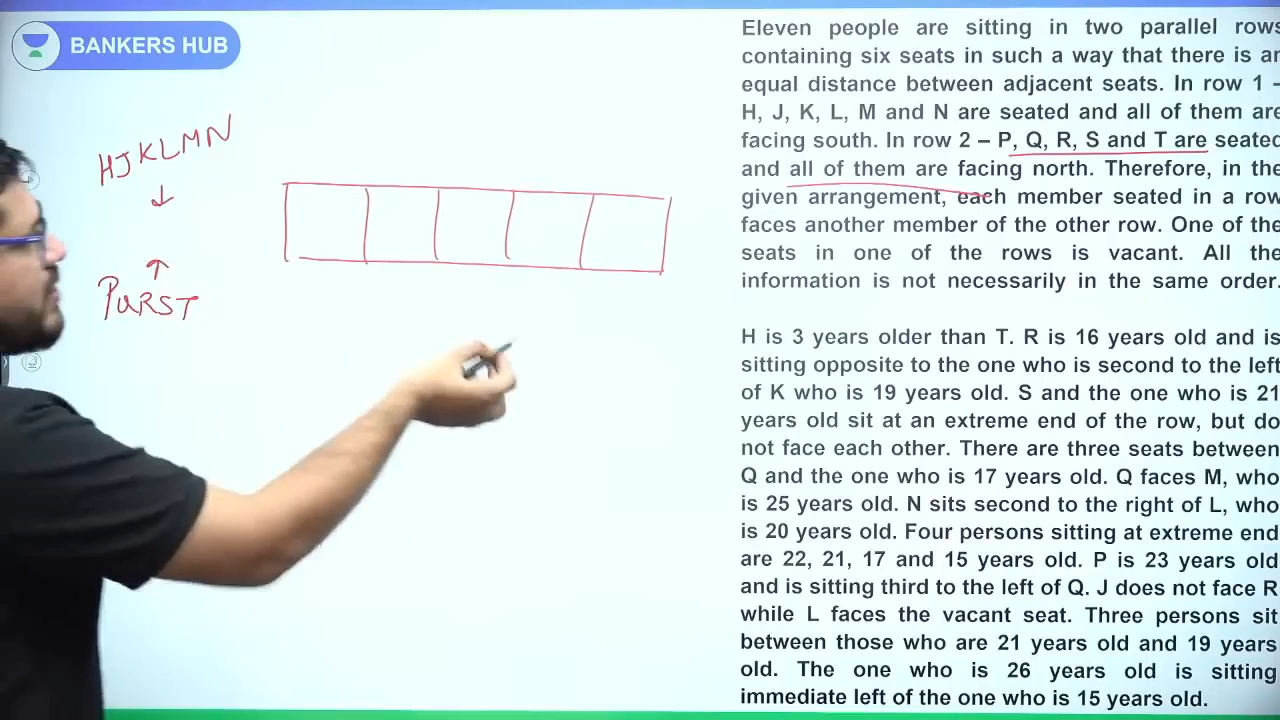 BANKERS HUB
HJKLMN
PQRST
Eleven people are sitting in two parallel rows
containing six seats in such a way that there is an
equal distance between adjacent seats. In row 1 –
H, J, K, L, M and N are seated and all of them are
facing south. In row 2 – P, Q, R, S and T are seated
and all of them are facing north. Therefore, in the
given arrangement, each member seated in a row
faces another member of the other row. One of the
seats in one of the rows is vacant. All the
information is not necessarily in the same order.
H is 3 years older than T. R is 16 years old and is
sitting opposite to the one who is second to the left
of K who is 19 years old. S and the one who is 21
years old sit at an extreme end of the row, but do
not face each other. There are three seats between
Q and the one who is 17 years old. Q faces M, who
is 25 years old. N sits second to the right of L, who
is 20 years old. Four persons sitting at extreme end
are 22, 21, 17 and 15 years old. P is 23 years old
and is sitting third to the left of Q. J does not face R
while L faces the vacant seat. Three persons sit
between those who are 21 years old and 19 years
old. The one who is 26 years old is sitting
immediate left of the one who is 15 years old.